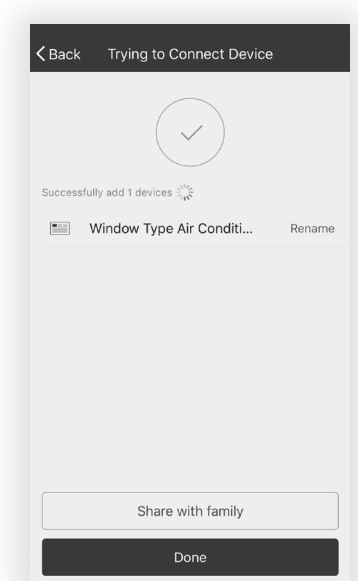 Back Trying to Connect Device
Successfully add 1 devices
Window Type Air Conditi... Rename
Share with family
Done